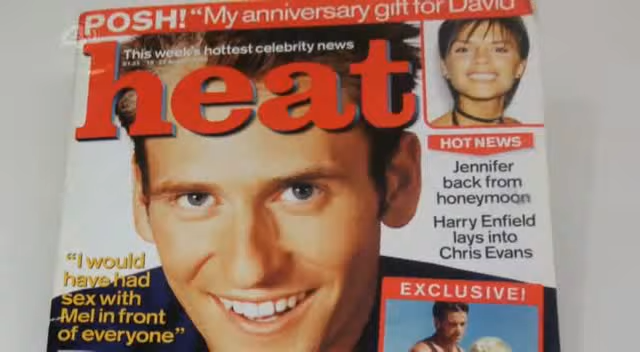 POSH! "My anniversary gift for David
heat
This week's hottest celebrity news
HOT NEWS
Jennifer
back from
honeymoon
Harry Enfield
lays into
Chris Evans
"I would
have had
sex with
Mel in front
of everyone"
EXCLUSIVE!